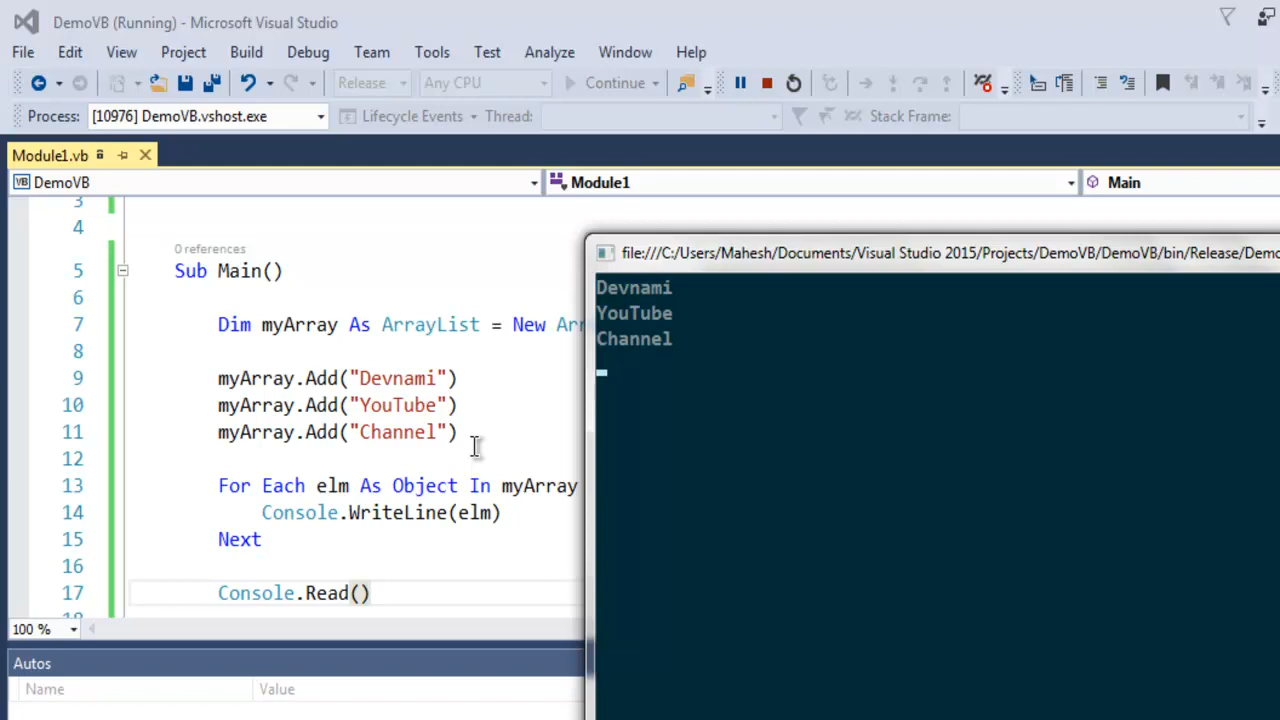 DemoVB (Running) - Microsoft Visual Studio
File Edit View Project Build Debug Team Tools Test Analyze Window Help
Release Any CPU Continue
Process: [10976] DemoVB.vshost.exe Lifecycle Events Thread: Stack Frame:
Module1.vb
VB DemoVB Module1 Main
3
4
0 references
5 Sub Main()
6
7 Dim myArray As ArrayList = New Arr
8
9 myArray.Add("Devnami")
10 myArray.Add("YouTube")
11 myArray.Add("Channel")
12
13 For Each elm As Object In myArray
14 Console.WriteLine(elm)
15 Next
16
17 Console.Read()
18
100 %
Autos
Name Value
file:///C:/Users/Mahesh/Documents/Visual Studio 2015/Projects/DemoVB/DemoVB/bin/Release/Demo
Devnami
YouTube
Channel